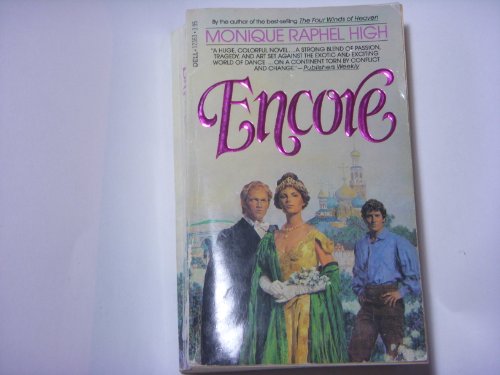 By the author of the best-selling The Four Winds of Heaven
MONIQUE RAPHEL HIGH
"A HUGE, COLORFUL NOVEL... A STRONG BLEND OF PASSION,
TRAGEDY, AND ART SET AGAINST THE EXOTIC AND EXCITING
WORLD OF DANCE ... ON A CONTINENT TORN BY CONFLICT
AND CHANGE." — Publishers Weekly
Encore
DELL